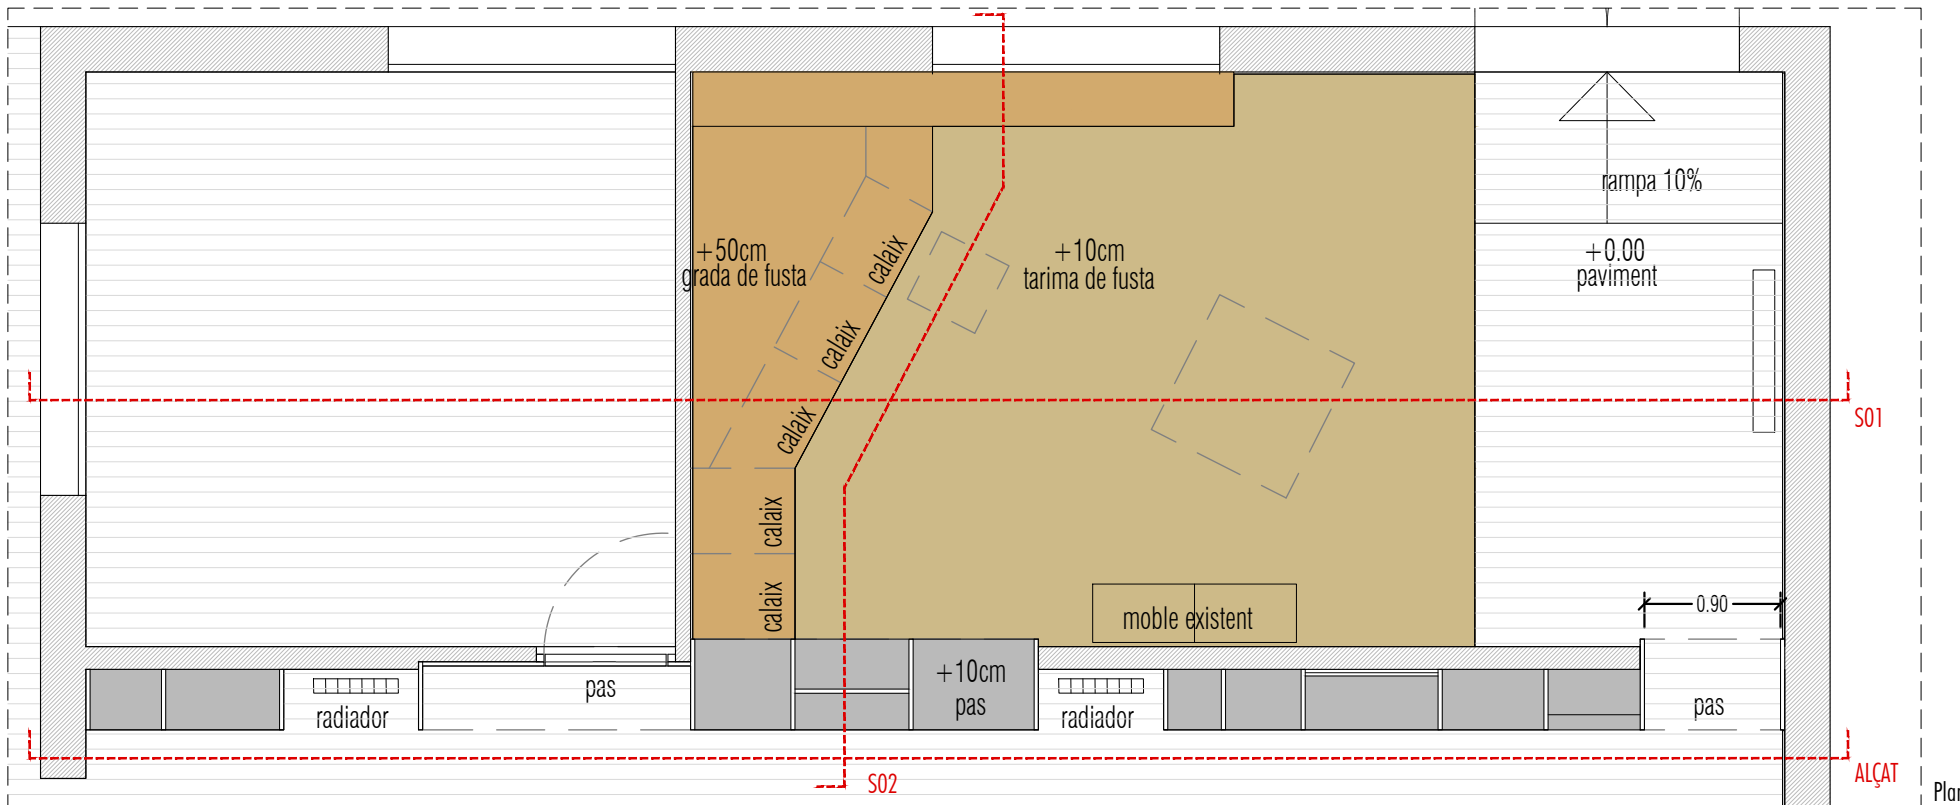 rampa 10%
+50cm
grada de fusta
calaix
+10cm
tarima de fusta
+0.00
paviment
calaix
calaix
S01
calaix
calaix
moble existent
0.90
pas
radiador
+10cm
pas
radiador
pas
S02
ALÇAT